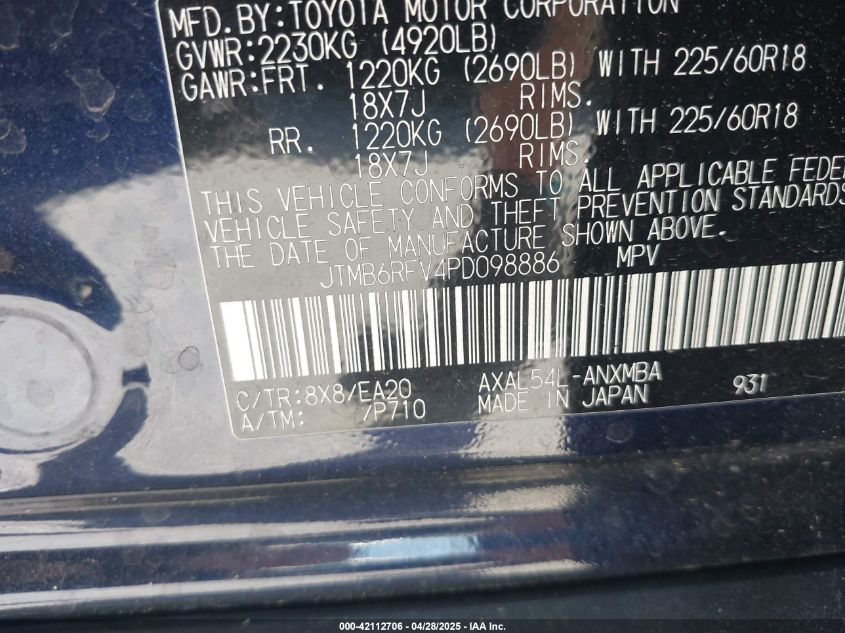 MFD.BY:TOYOTA MOTOR CORPORATION
GVWR:2230KG (4920LB)
GAWR:FRT. 1220KG (2690LB) WITH 225/60R18
18X7J RIMS.
RR. 1220KG (2690LB) WITH 225/60R18
18X7J RIMS.
THIS VEHICLE CONFORMS TO ALL APPLICABLE FEDE
VEHICLE SAFETY AND THEFT PREVENTION STANDARDS
THE DATE OF MANUFACTURE SHOWN ABOVE.
JTMB6RFV4PD098886 MPV
C/TR:8X8/EA20 AXAL54L-ANXMBA 931
A/TM: /P710 MADE IN JAPAN
000-42112706 04/28/2025 IAA Inc.